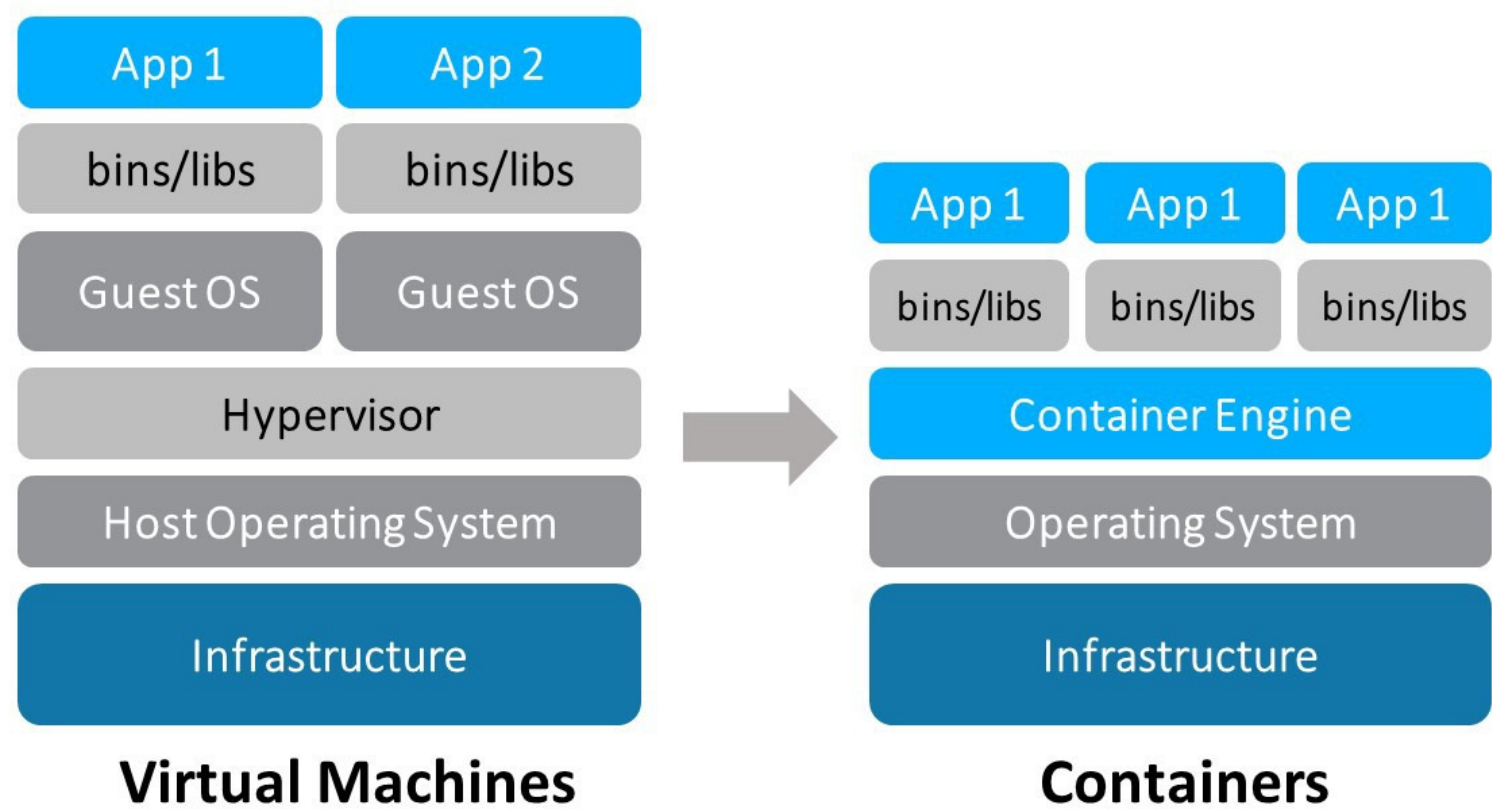 App 1
App 2
bins/libs
bins/libs
Guest OS
Guest OS
Hypervisor
Host Operating System
Infrastructure
Virtual Machines
App 1
App 1
App 1
bins/libs
bins/libs
bins/libs
Container Engine
Operating System
Infrastructure
Containers